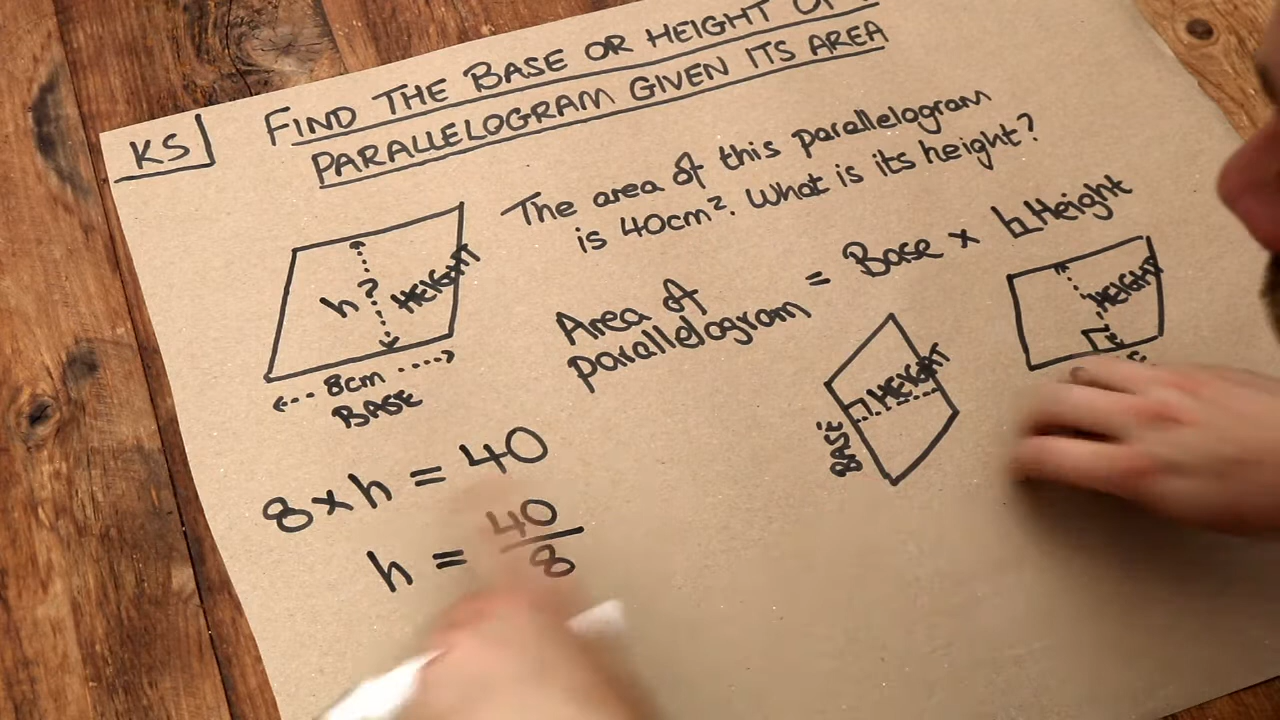 KS
FIND THE BASE OR HEIGHT OF
PARALLELOGRAM GIVEN ITS AREA
The area of this parallelogram
is 40cm². What is its height?
h?
HEIGHT
8cm
BASE
Area of
parallelogram = Base x Height
HEIGHT
BASE
HEIGHT
8 x h = 40
h = 40/8